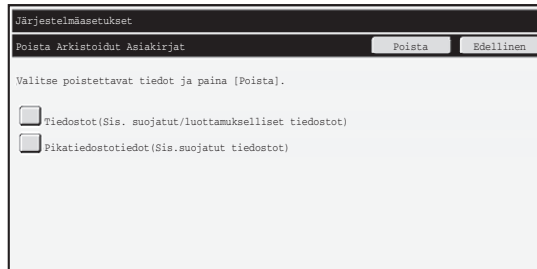 Järjestelmäasetukset
Poista Arkistoidut Asiakirjat Poista Edellinen
Valitse poistettavat tiedot ja paina [Poista].
Tiedostot(Sis. suojatut/luottamukselliset tiedostot)
Pikatiedostotiedot(Sis.suojatut tiedostot)